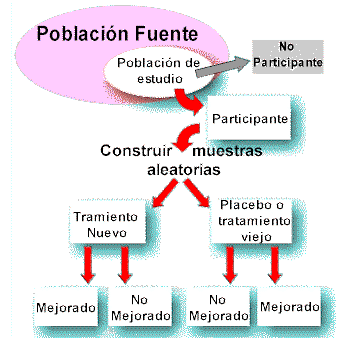 Población Fuente
Población de
estudio
No
Participante
Participante
Construir muestras
aleatorias
Tramiento
Nuevo
Placebo o
tratamiento
viejo
Mejorado
No
Mejorado
No
Mejorado
Mejorado